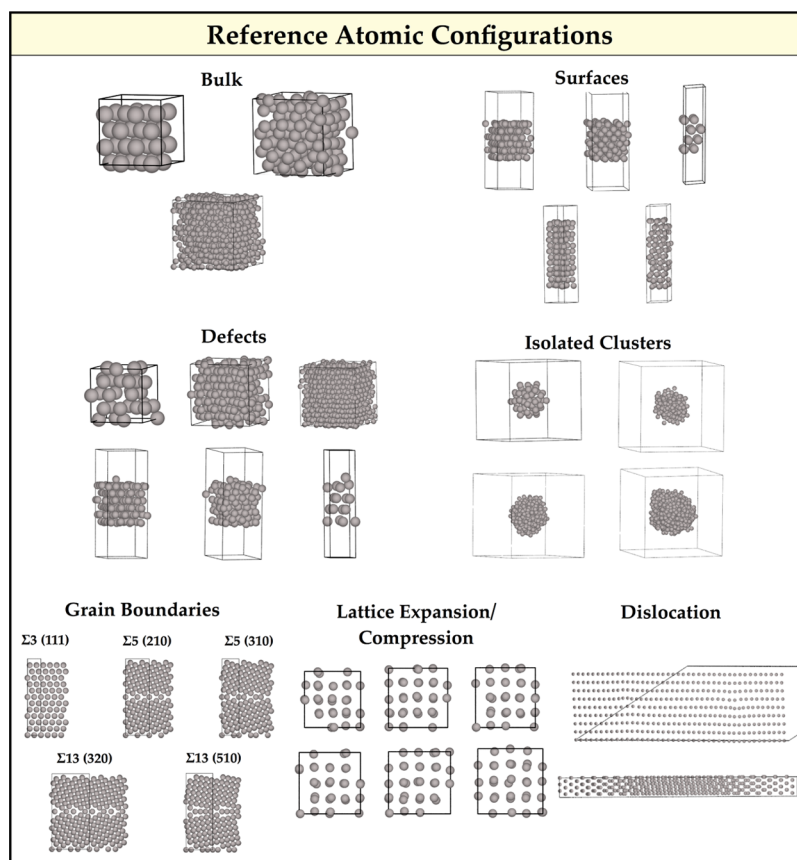 Reference Atomic Configurations
Bulk
Surfaces
Defects
Isolated Clusters
Grain Boundaries
Σ3 (111)
Σ5 (210)
Σ5 (310)
Σ13 (320)
Σ13 (510)
Lattice Expansion/
Compression
Dislocation